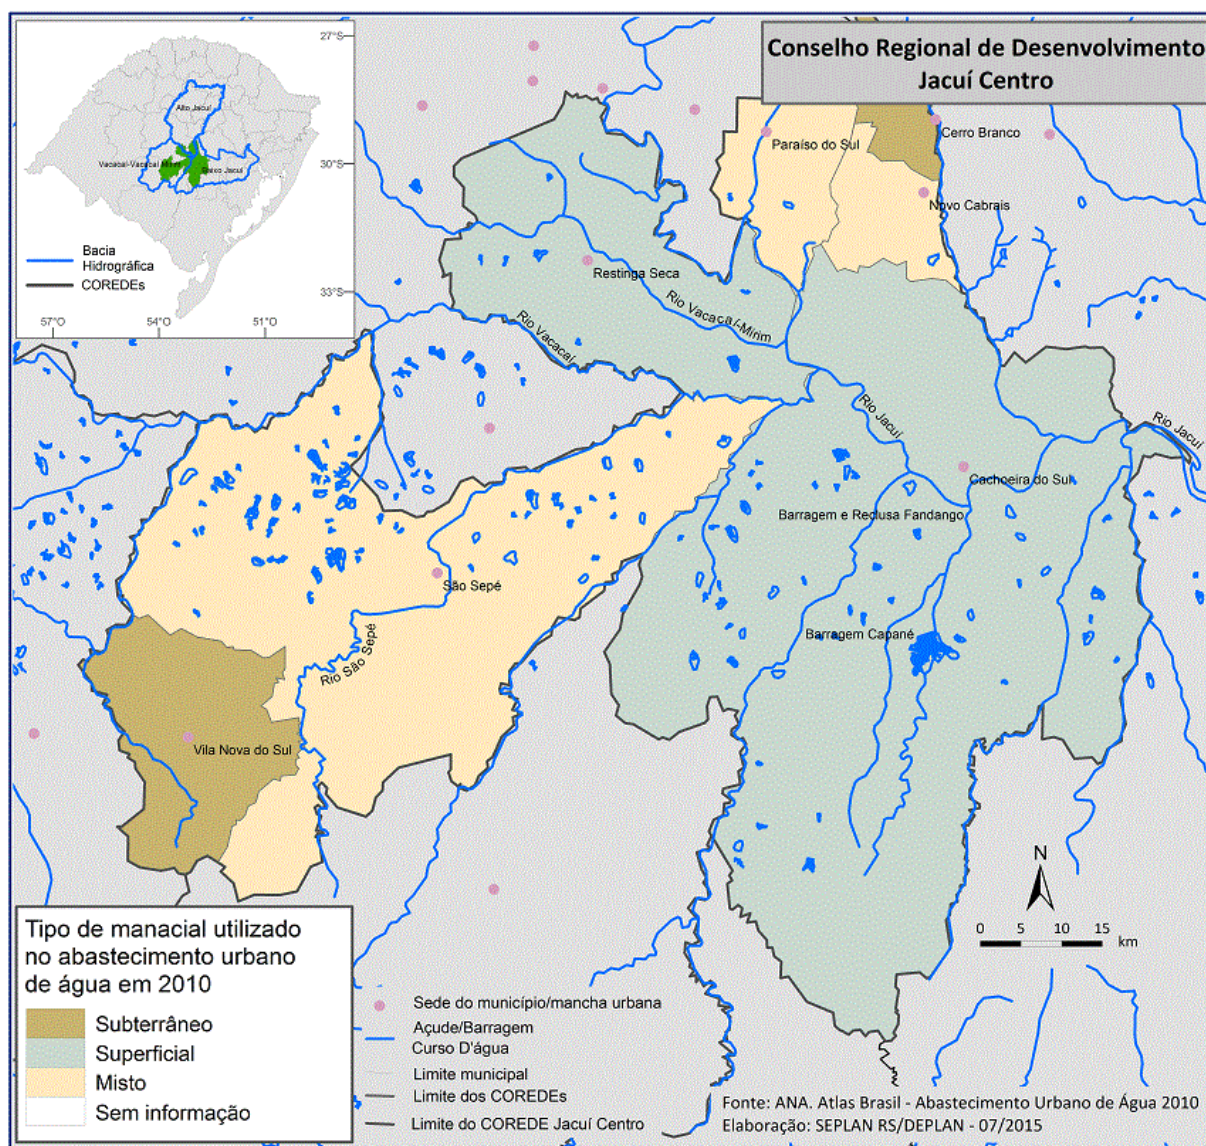 Conselho Regional de Desenvolvimento
Jacuí Centro
27°S
30°S
33°S
57°O
54°O
51°O
Alto Jacuí
Vacacaí-Vacacaí Mirim
Baixo Jacuí
Bacia
Hidrográfica
COREDEs
Paraíso do Sul
Cerro Branco
Novo Cabrais
Restinga Seca
Rio Vacacaí-Mirim
Rio Vacacaí
Rio Jacuí
Rio Jacuí
Cachoeira do Sul
Barragem e Reclusa Fandango
São Sepé
Barragem Capané
Rio São Sepé
Vila Nova do Sul
N
0 5 10 15
km
Tipo de manacial utilizado
no abastecimento urbano
de água em 2010
Subterrâneo
Superficial
Misto
Sem informação
Sede do município/mancha urbana
Açude/Barragem
Curso D'água
Limite municipal
Limite dos COREDEs
Limite do COREDE Jacuí Centro
Fonte: ANA. Atlas Brasil - Abastecimento Urbano de Água 2010
Elaboração: SEPLAN RS/DEPLAN - 07/2015